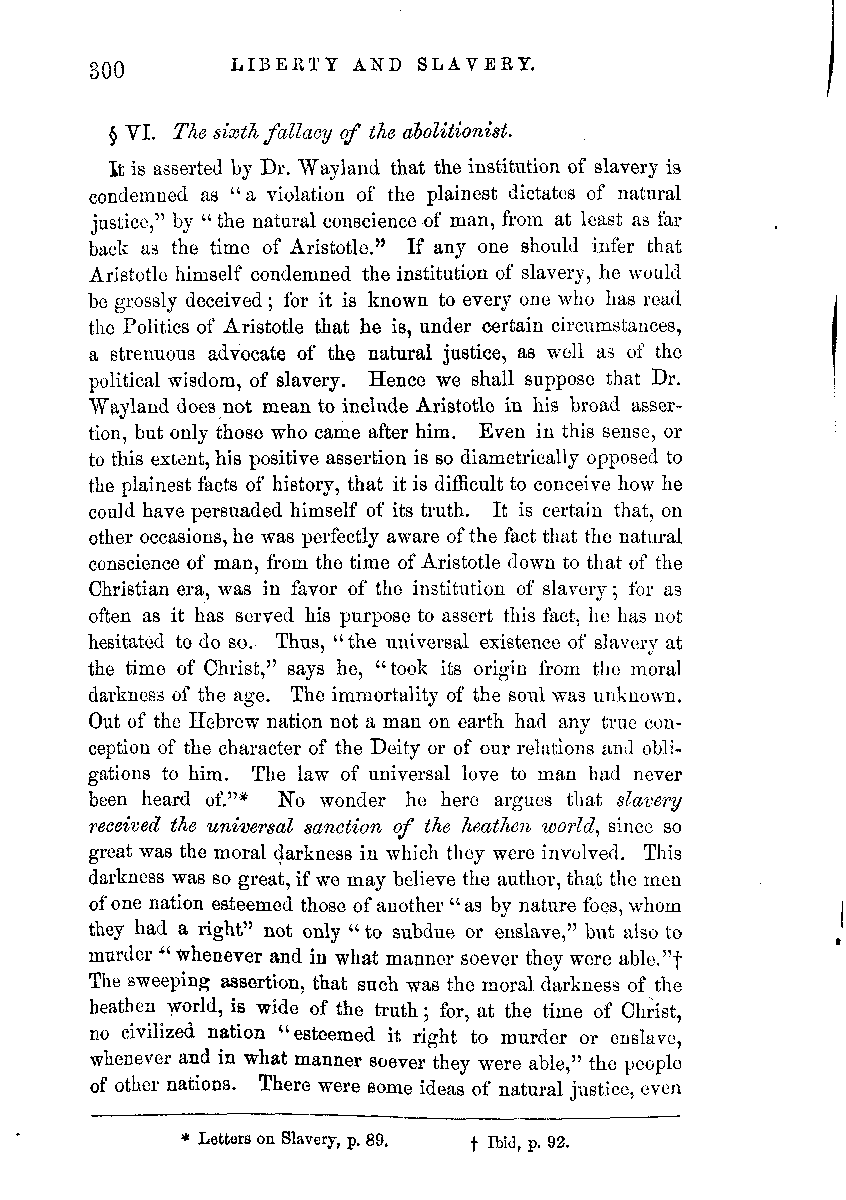 300 LIBERTY AND SLAVERY.
§ VI. The sixth fallacy of the abolitionist.
It is asserted by Dr. Wayland that the institution of slavery is
condemned as “a violation of the plainest dictates of natural
justice,” by “the natural conscience of man, from at least as far
back as the time of Aristotle.” If any one should infer that
Aristotle himself condemned the institution of slavery, he would
be grossly deceived; for it is known to every one who has read
the Politics of Aristotle that he is, under certain circumstances,
a strenuous advocate of the natural justice, as well as of the
political wisdom, of slavery. Hence we shall suppose that Dr.
Wayland does not mean to include Aristotle in his broad asser-
tion, but only those who came after him. Even in this sense, or
to this extent, his positive assertion is so diametrically opposed to
the plainest facts of history, that it is difficult to conceive how he
could have persuaded himself of its truth. It is certain that, on
other occasions, he was perfectly aware of the fact that the natural
conscience of man, from the time of Aristotle down to that of the
Christian era, was in favor of the institution of slavery; for as
often as it has served his purpose to assert this fact, he has not
hesitated to do so. Thus, “the universal existence of slavery at
the time of Christ,” says he, “took its origin from the moral
darkness of the age. The immortality of the soul was unknown.
Out of the Hebrew nation not a man on earth had any true con-
ception of the character of the Deity or of our relations and obli-
gations to him. The law of universal love to man had never
been heard of.”* No wonder he here argues that slavery
received the universal sanction of the heathen world, since so
great was the moral darkness in which they were involved. This
darkness was so great, if we may believe the author, that the men
of one nation esteemed those of another “as by nature foes, whom
they had a right” not only “to subdue or enslave,” but also to
murder “whenever and in what manner soever they were able.”†
The sweeping assertion, that such was the moral darkness of the
heathen world, is wide of the truth; for, at the time of Christ,
no civilized nation “esteemed it right to murder or enslave,
whenever and in what manner soever they were able,” the people
of other nations. There were some ideas of natural justice, even
* Letters on Slavery, p. 89. † Ibid, p. 92.